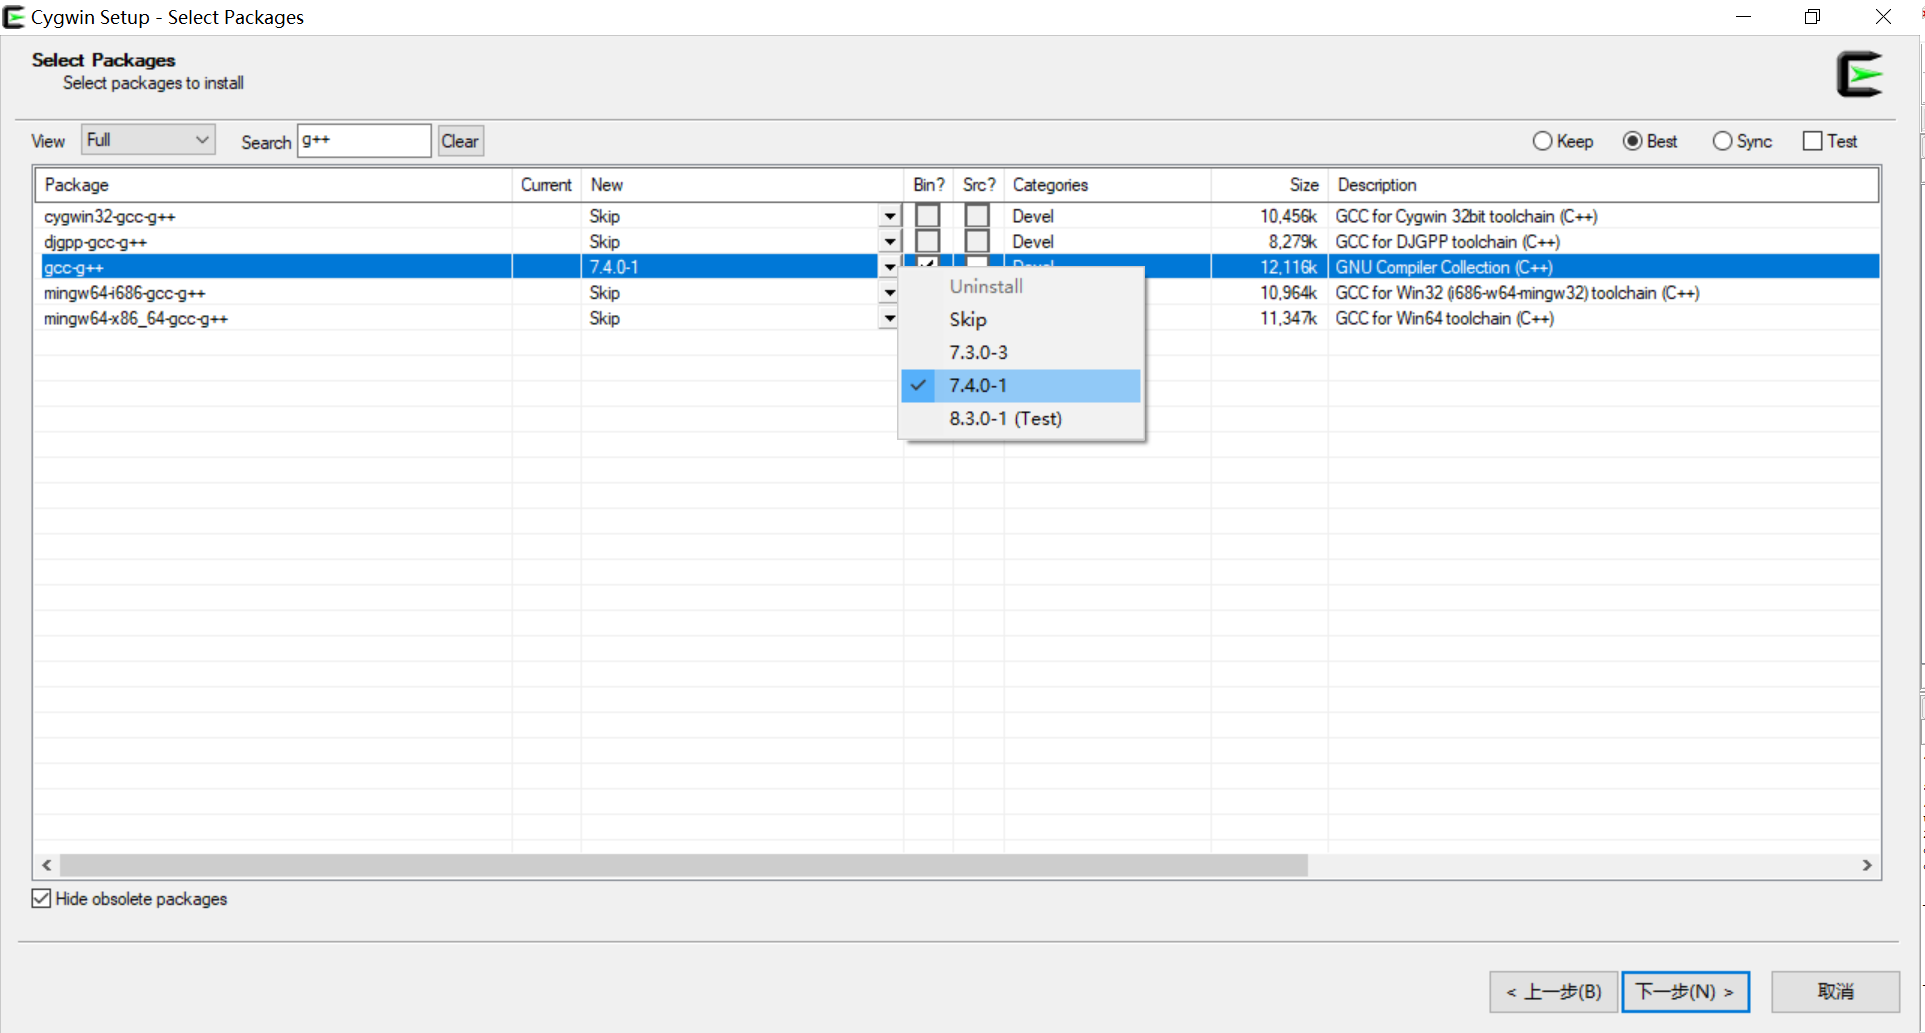 Cygwin Setup - Select Packages
Select Packages
Select packages to install
View Full Search g++ Clear Keep Best Sync Test
Package Current New Bin? Src? Categories Size Description
cygwin32-gcc-g++ Skip Devel 10,456k GCC for Cygwin 32bit toolchain (C++)
djgpp-gcc-g++ Skip Devel 8,279k GCC for DJGPP toolchain (C++)
gcc-g++ 7.4.0-1 Devel 12,116k GNU Compiler Collection (C++)
mingw64-i686-gcc-g++ Skip 10,964k GCC for Win32 (i686-w64-mingw32) toolchain (C++)
mingw64-x86_64-gcc-g++ Skip 11,347k GCC for Win64 toolchain (C++)
Uninstall
Skip
7.3.0-3
7.4.0-1
8.3.0-1 (Test)
Hide obsolete packages
< 上一步(B) 下一步(N) > 取消